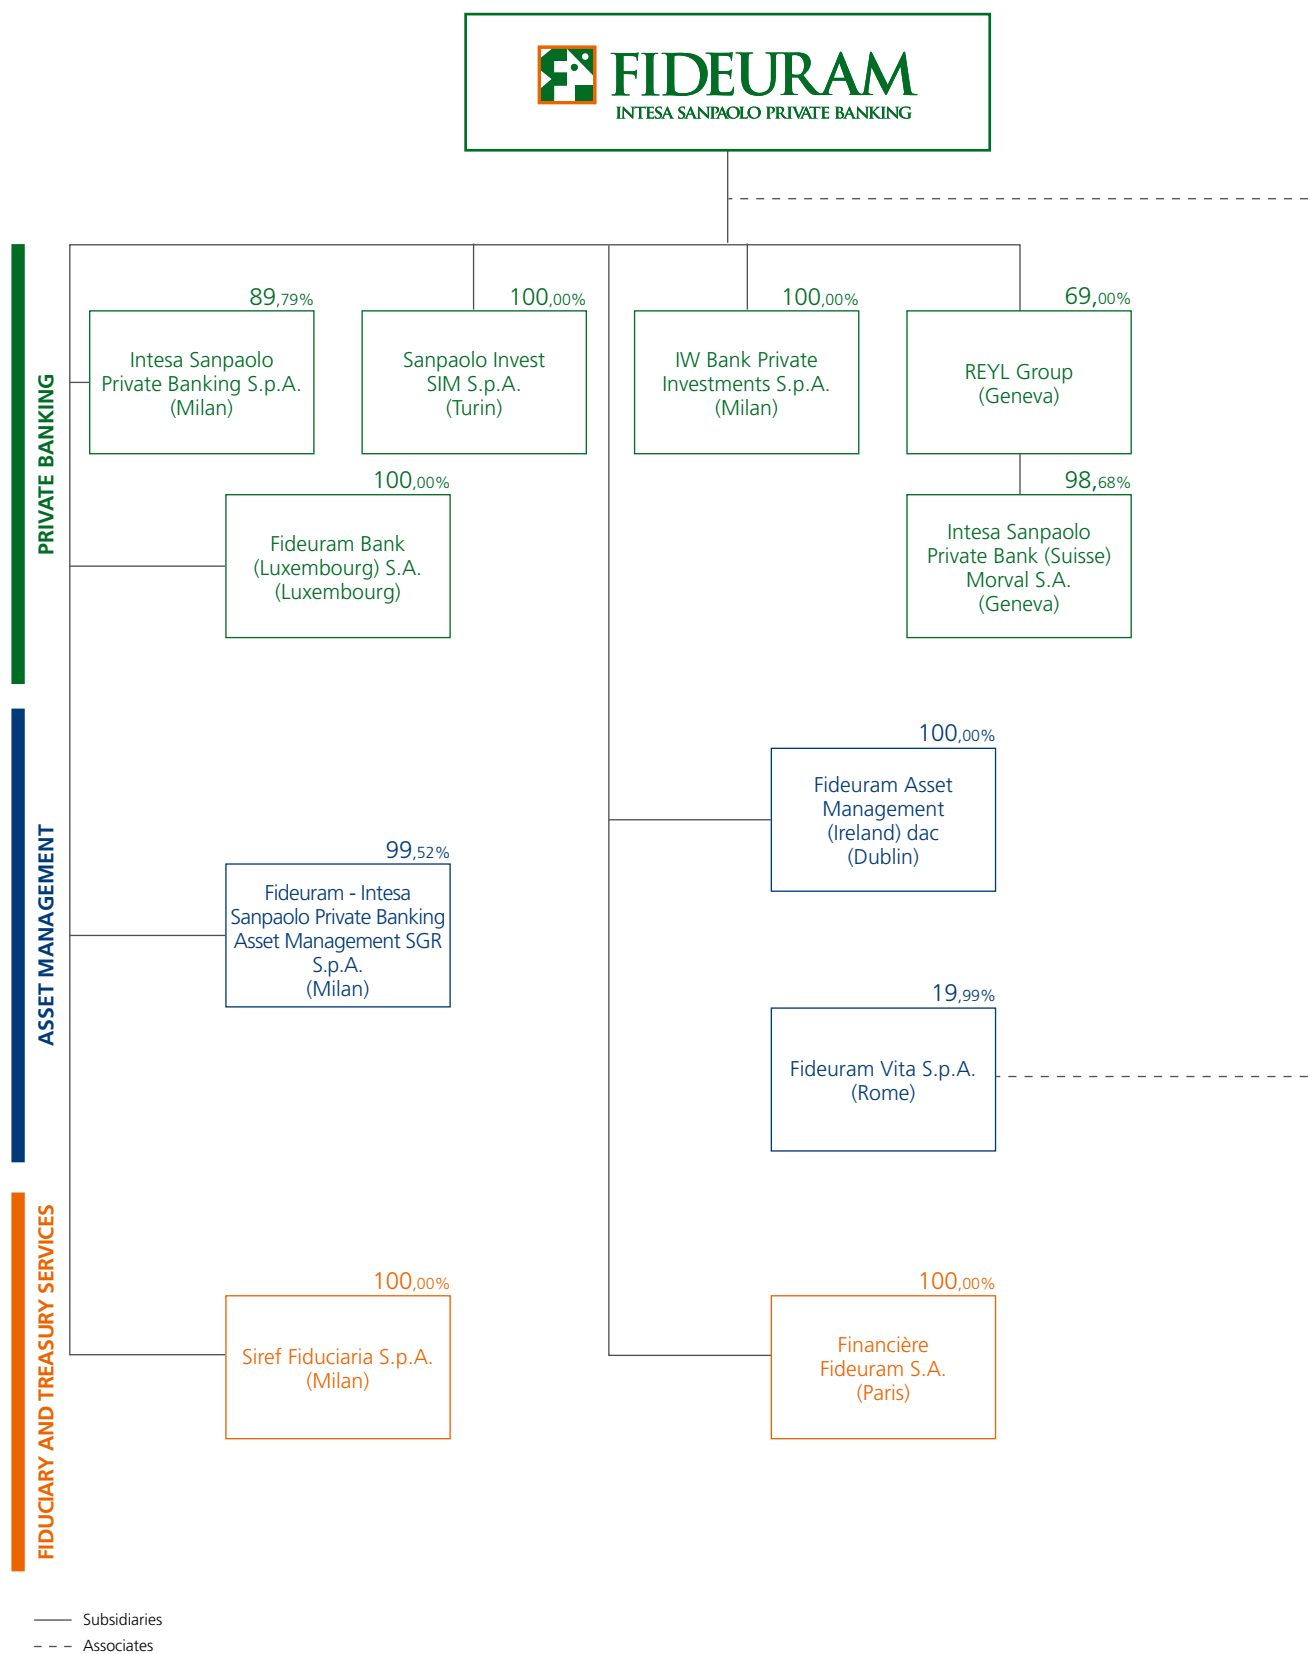 FIDEURAM
INTESA SANPAOLO PRIVATE BANKING
PRIVATE BANKING
89,79%
Intesa Sanpaolo
Private Banking S.p.A.
(Milan)
100,00%
Sanpaolo Invest
SIM S.p.A.
(Turin)
100,00%
IW Bank Private
Investments S.p.A.
(Milan)
69,00%
REYL Group
(Geneva)
100,00%
Fideuram Bank
(Luxembourg) S.A.
(Luxembourg)
98,68%
Intesa Sanpaolo
Private Bank (Suisse)
Morval S.A.
(Geneva)
ASSET MANAGEMENT
100,00%
Fideuram Asset
Management
(Ireland) dac
(Dublin)
99,52%
Fideuram - Intesa
Sanpaolo Private Banking
Asset Management SGR
S.p.A.
(Milan)
19,99%
Fideuram Vita S.p.A.
(Rome)
FIDUCIARY AND TREASURY SERVICES
100,00%
Siref Fiduciaria S.p.A.
(Milan)
100,00%
Financière
Fideuram S.A.
(Paris)
Subsidiaries
Associates